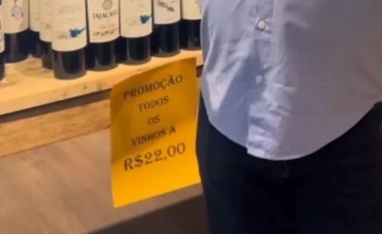 PROMOÇÃO
TODOS
OS
VINHOS A
R$22,00